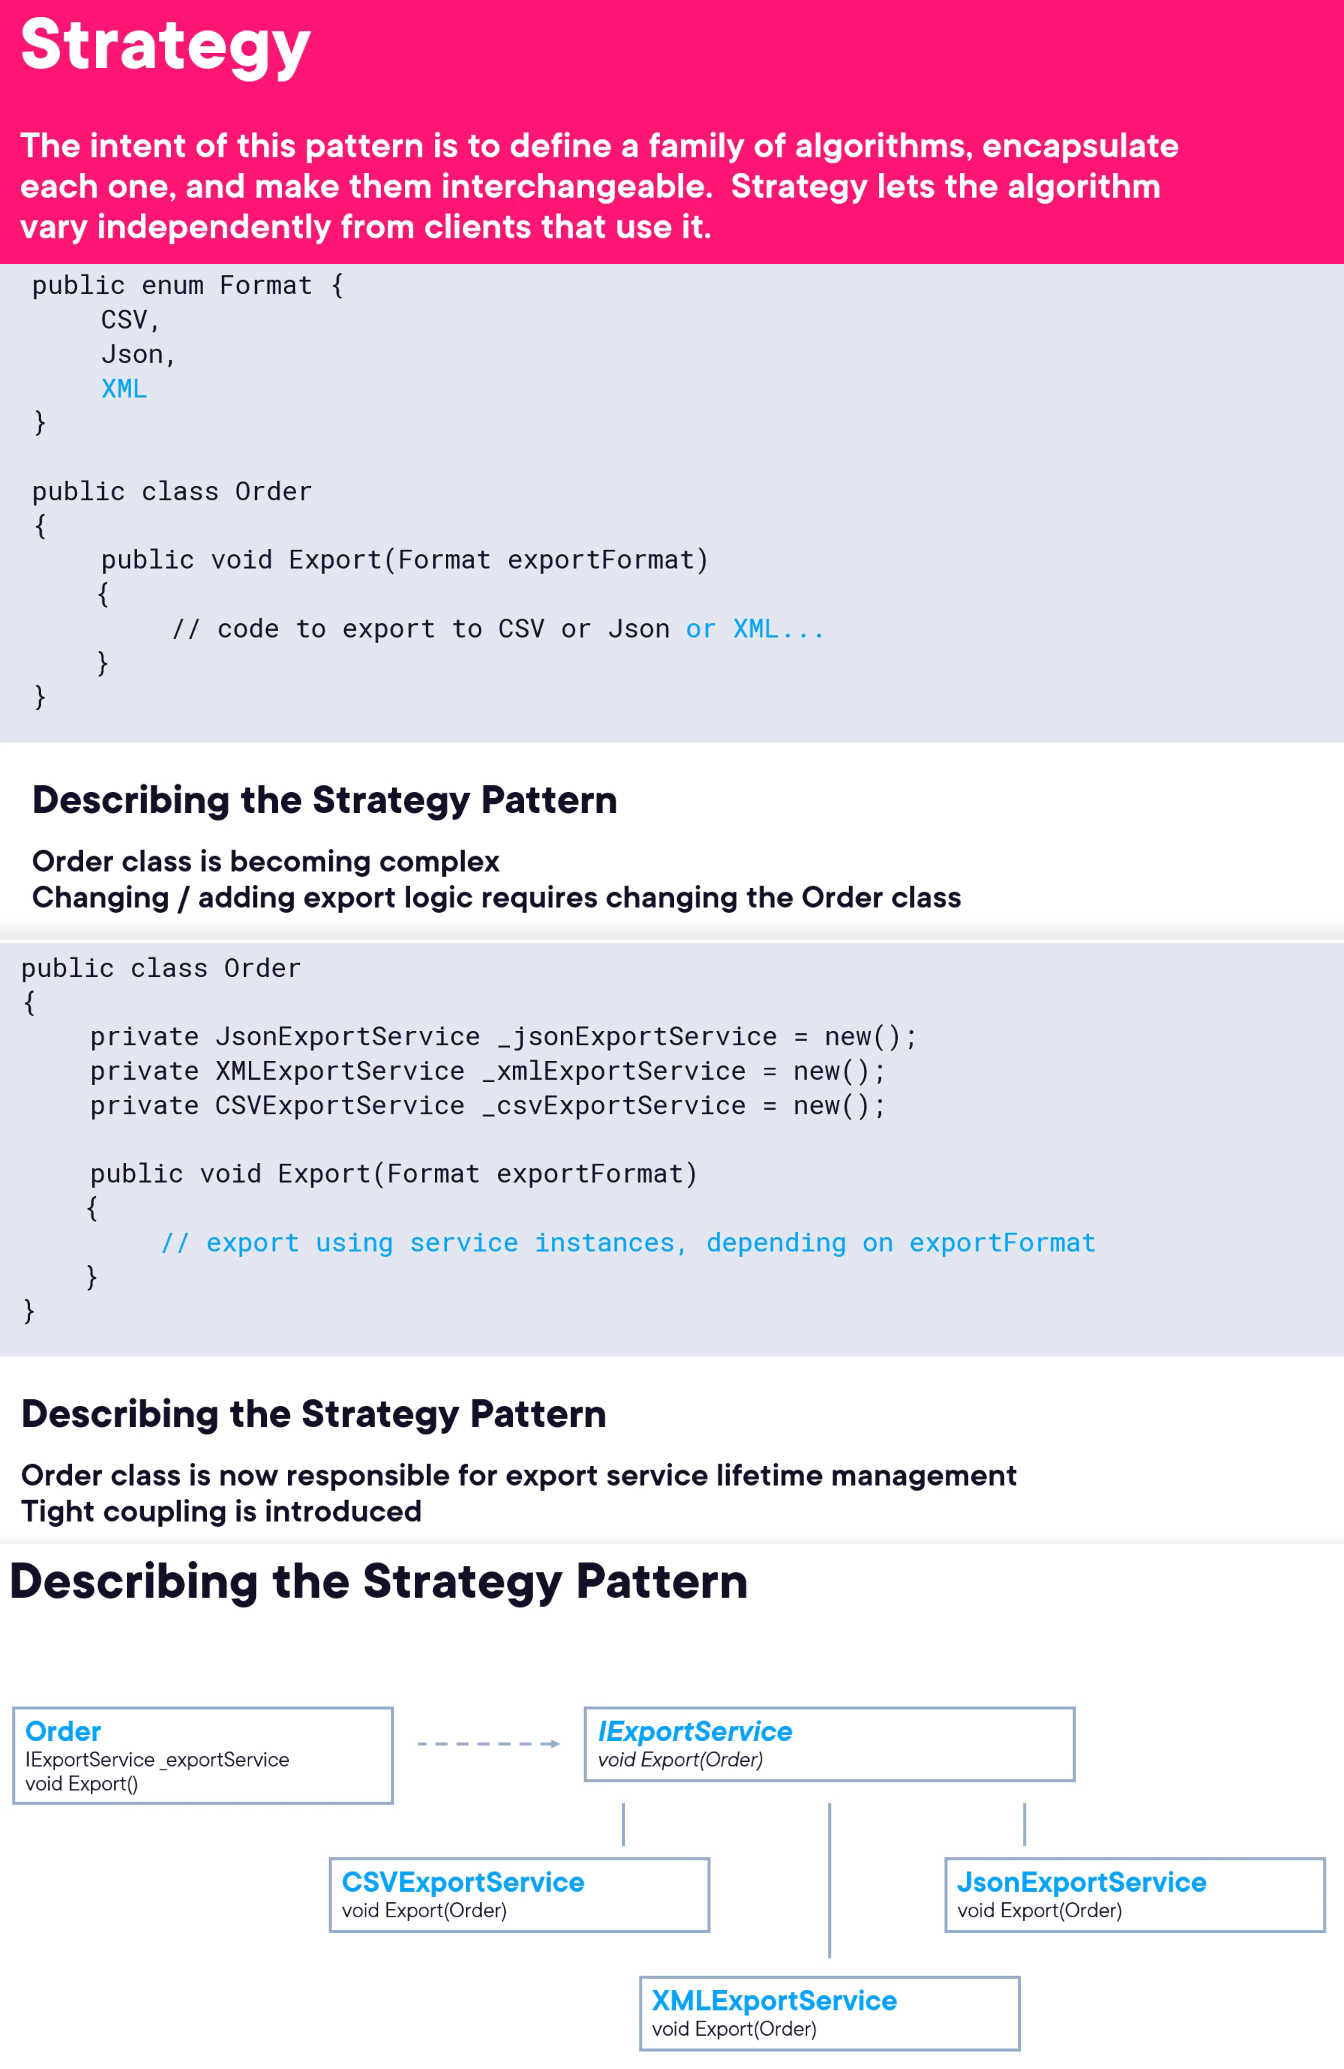 Strategy
The intent of this pattern is to define a family of algorithms, encapsulate
each one, and make them interchangeable.  Strategy lets the algorithm
vary independently from clients that use it.
public enum Format {
CSV,
Json,
XML
}
public class Order
{
public void Export(Format exportFormat)
{
// code to export to CSV or Json or XML...
}
}
Describing the Strategy Pattern
Order class is becoming complex
Changing / adding export logic requires changing the Order class
public class Order
{
private JsonExportService _jsonExportService = new();
private XMLExportService _xmlExportService = new();
private CSVExportService _csvExportService = new();
public void Export(Format exportFormat)
{
// export using service instances, depending on exportFormat
}
}
Describing the Strategy Pattern
Order class is now responsible for export service lifetime management
Tight coupling is introduced
Describing the Strategy Pattern
Order
IExportService _exportService
void Export()
IExportService
void Export(Order)
CSVExportService
void Export(Order)
JsonExportService
void Export(Order)
XMLExportService
void Export(Order)